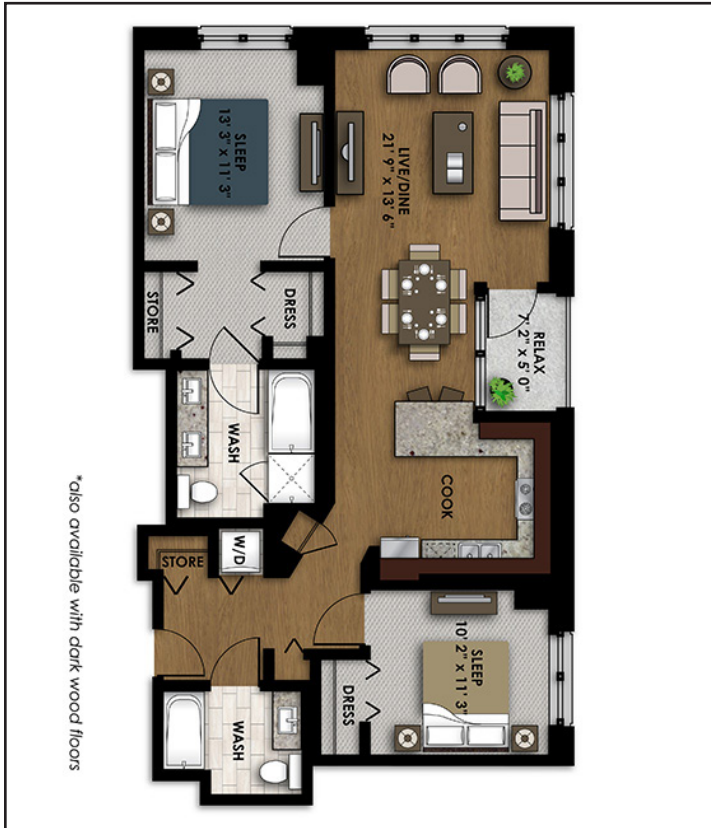 SLEEP
13' 3" x 11' 3"
LIVE/DINE
21' 9" x 13' 6"
STORE
DRESS
RELAX
7' 2" x 5' 0"
WASH
COOK
W/D
STORE
SLEEP
10' 2" x 11' 3"
DRESS
WASH
*also available with dark wood floors